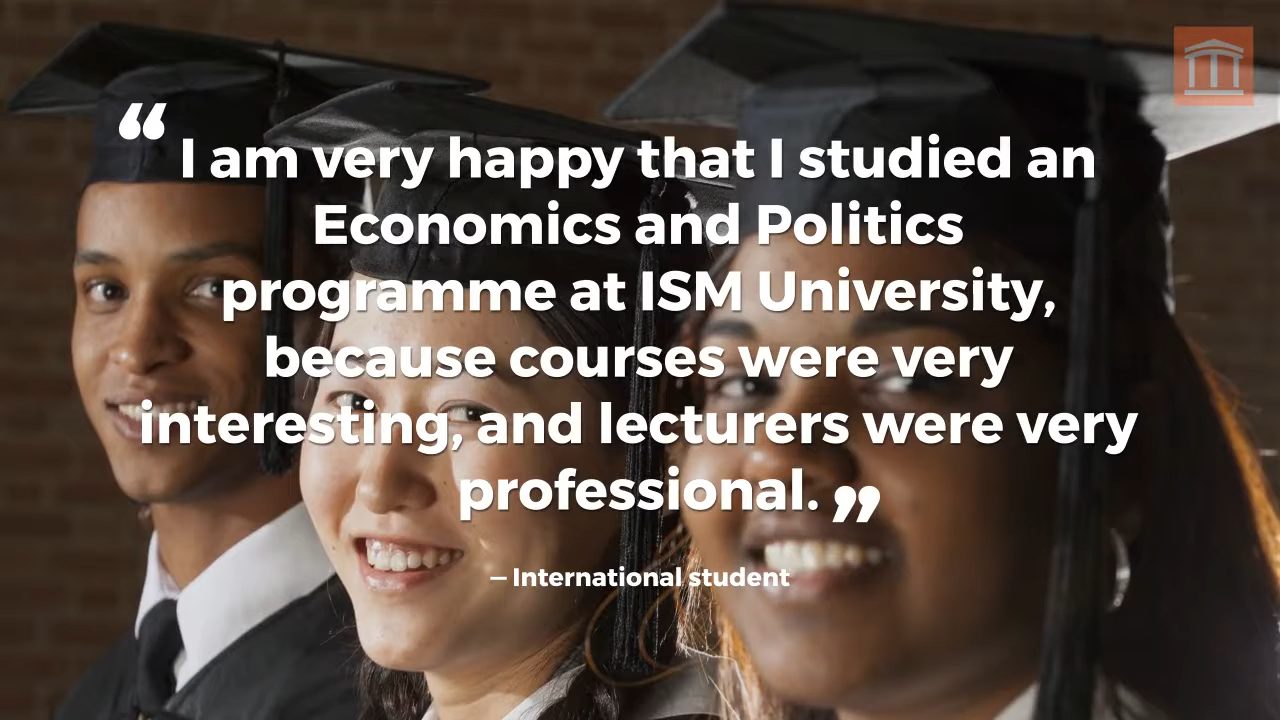 “ I am very happy that I studied an
Economics and Politics
programme at ISM University,
because courses were very
interesting, and lecturers were very
professional. ”
– International student